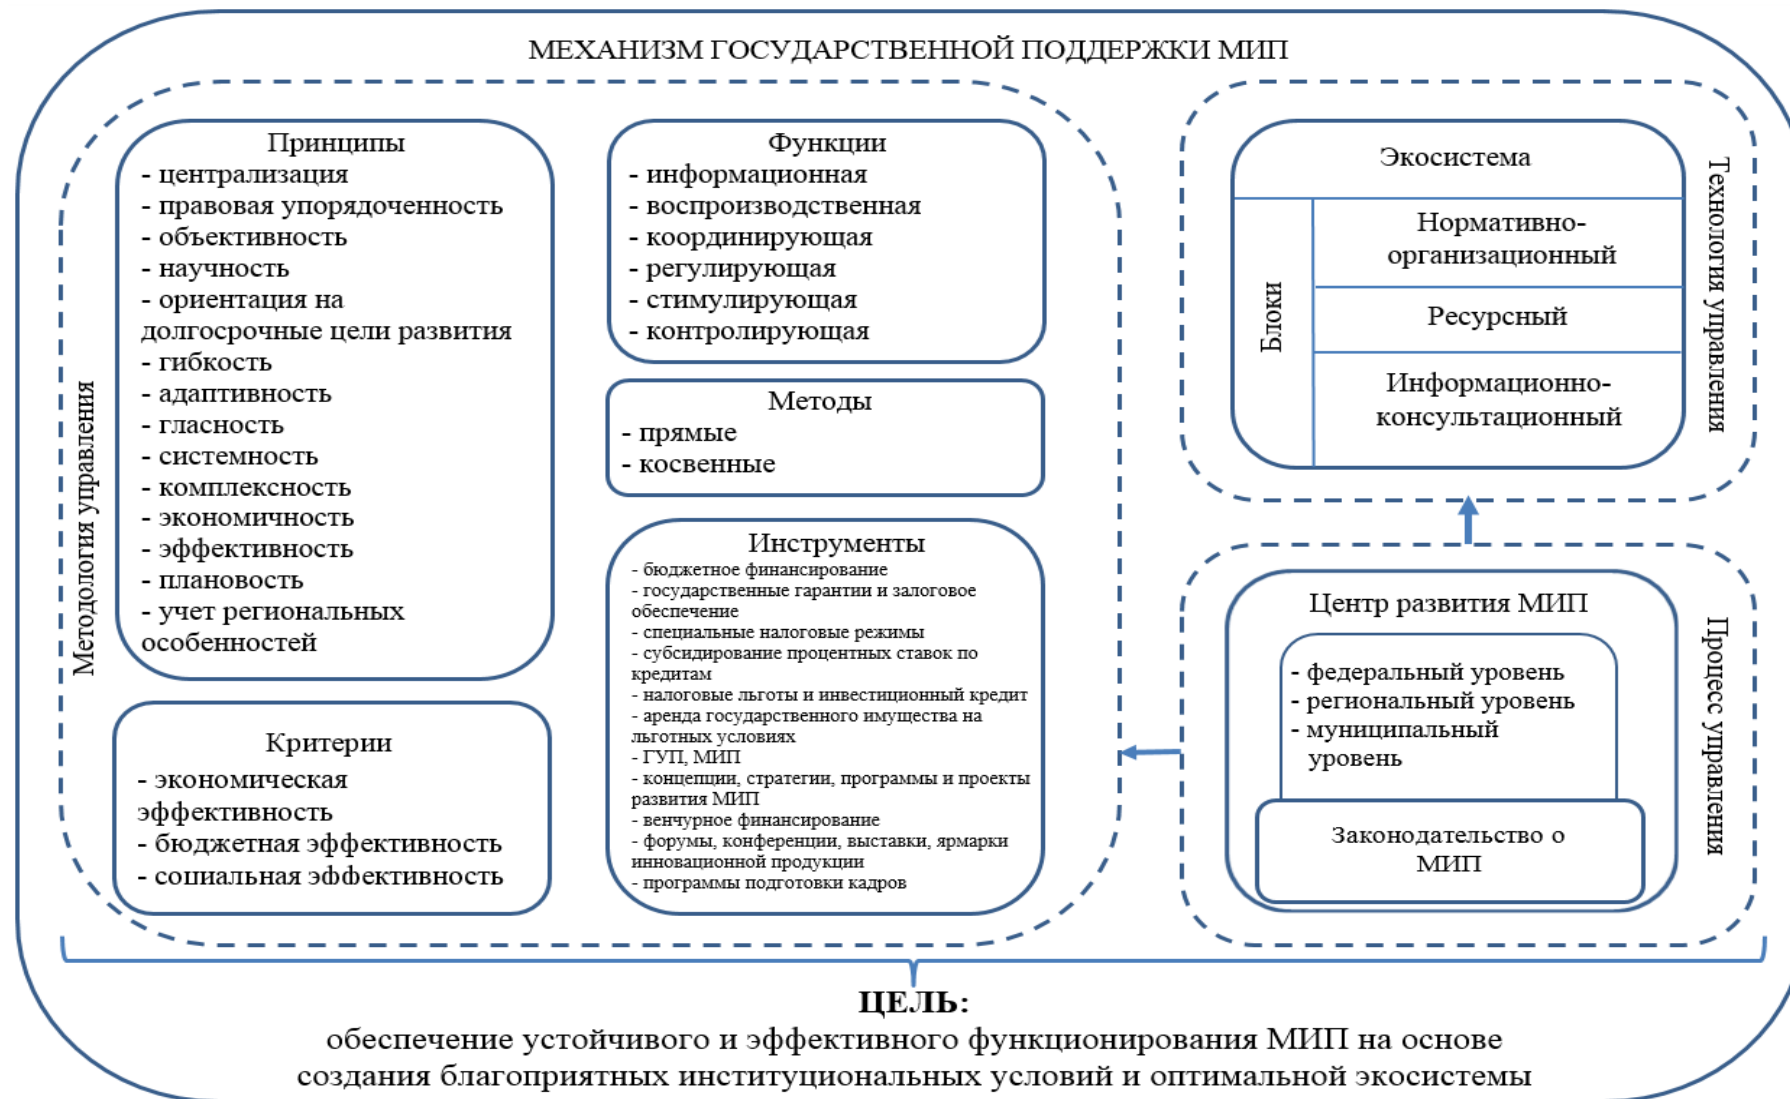 МЕХАНИЗМ ГОСУДАРСТВЕННОЙ ПОДДЕРЖКИ МИП
Методология управления
Принципы
- централизация
- правовая упорядоченность
- объективность
- научность
- ориентация на
долгосрочные цели развития
- гибкость
- адаптивность
- гласность
- системность
- комплексность
- экономичность
- эффективность
- плановость
- учет региональных
особенностей
Критерии
- экономическая
эффективность
- бюджетная эффективность
- социальная эффективность
Функции
- информационная
- воспроизводственная
- координирующая
- регулирующая
- стимулирующая
- контролирующая
Методы
- прямые
- косвенные
Инструменты
- бюджетное финансирование
- государственные гарантии и залоговое
обеспечение
- специальные налоговые режимы
- субсидирование процентных ставок по
кредитам
- налоговые льготы и инвестиционный кредит
- аренда государственного имущества на
льготных условиях
- ГУП, МИП
- концепции, стратегии, программы и проекты
развития МИП
- венчурное финансирование
- форумы, конференции, выставки, ярмарки
инновационной продукции
- программы подготовки кадров
Технология управления
Экосистема
Блоки
Нормативно-
организационный
Ресурсный
Информационно-
консультационный
Процесс управления
Центр развития МИП
- федеральный уровень
- региональный уровень
- муниципальный
уровень
Законодательство о
МИП
ЦЕЛЬ:
обеспечение устойчивого и эффективного функционирования МИП на основе
создания благоприятных институциональных условий и оптимальной экосистемы